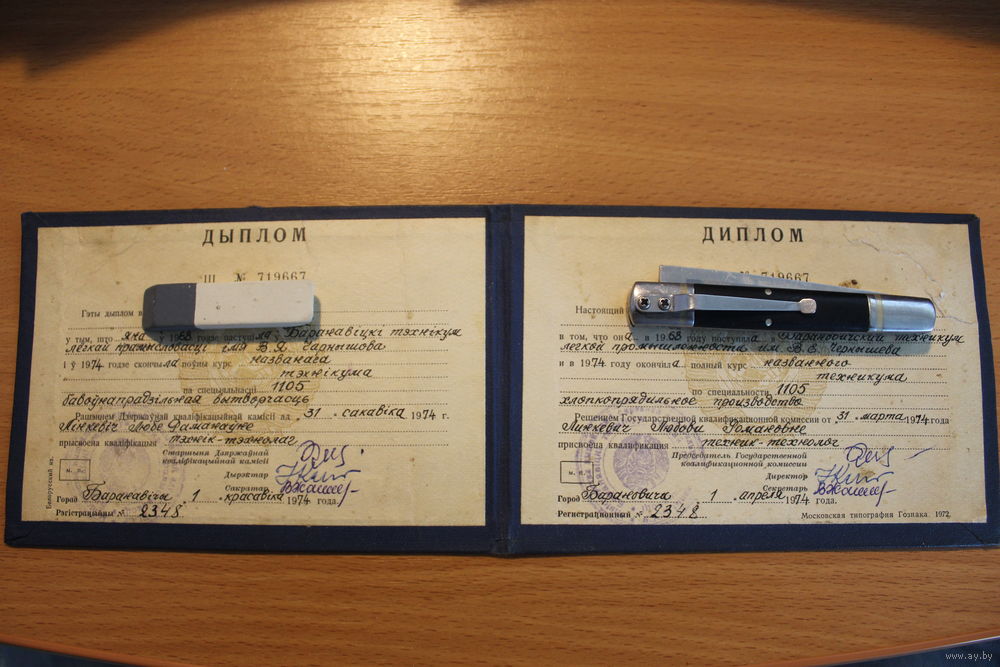 ДЫПЛОМ
Ш № 719667
Гэты дыплом в
у тым, што яна 1968 годзе паступіла ў Баранавіцкі тэхнікум
лёгкай прамысловасці імя В. Я. Чарнышова
і ў 1974 годзе скончыла поўны курс названага
тэхнікума
па спецыяльнасці 1105
бавоўнапрадзільная вытворчасць
Рашэннем Дзяржаўнай кваліфікацыйнай камісіі ад 31 сакавіка 1974 г.
Лінкевіч Любе Раманаўне
прысвоена кваліфікацыя тэхнік-тэхнолаг
Старшыня Дзяржаўнай
кваліфікацыйнай камісіі
Дырэктар
Сакратар
М. П.
Горад Баранавічы 1 красавіка 1974 года.
Рэгістрацыйны № 2348
Белорусский яз.
ДИПЛОМ
№ 719667
Настоящий
в том, что она в 1968 году поступила в Барановичский техникум
легкой промышленности им. В. Е. Чернышева
и в 1974 году окончила полный курс названного
техникума
по специальности 1105
хлопкопрядильное производство
Решением Государственной квалификационной комиссии от 31 марта 1974 года
Линкевич Любови Романовне
присвоена квалификация техник-технолог
Председатель Государственной
квалификационной комиссии
Директор
Секретарь
М. П.
Город Барановичи 1 апреля 1974 года.
Регистрационный № 2348
Московская типография Гознака. 1972.
www.ay.by